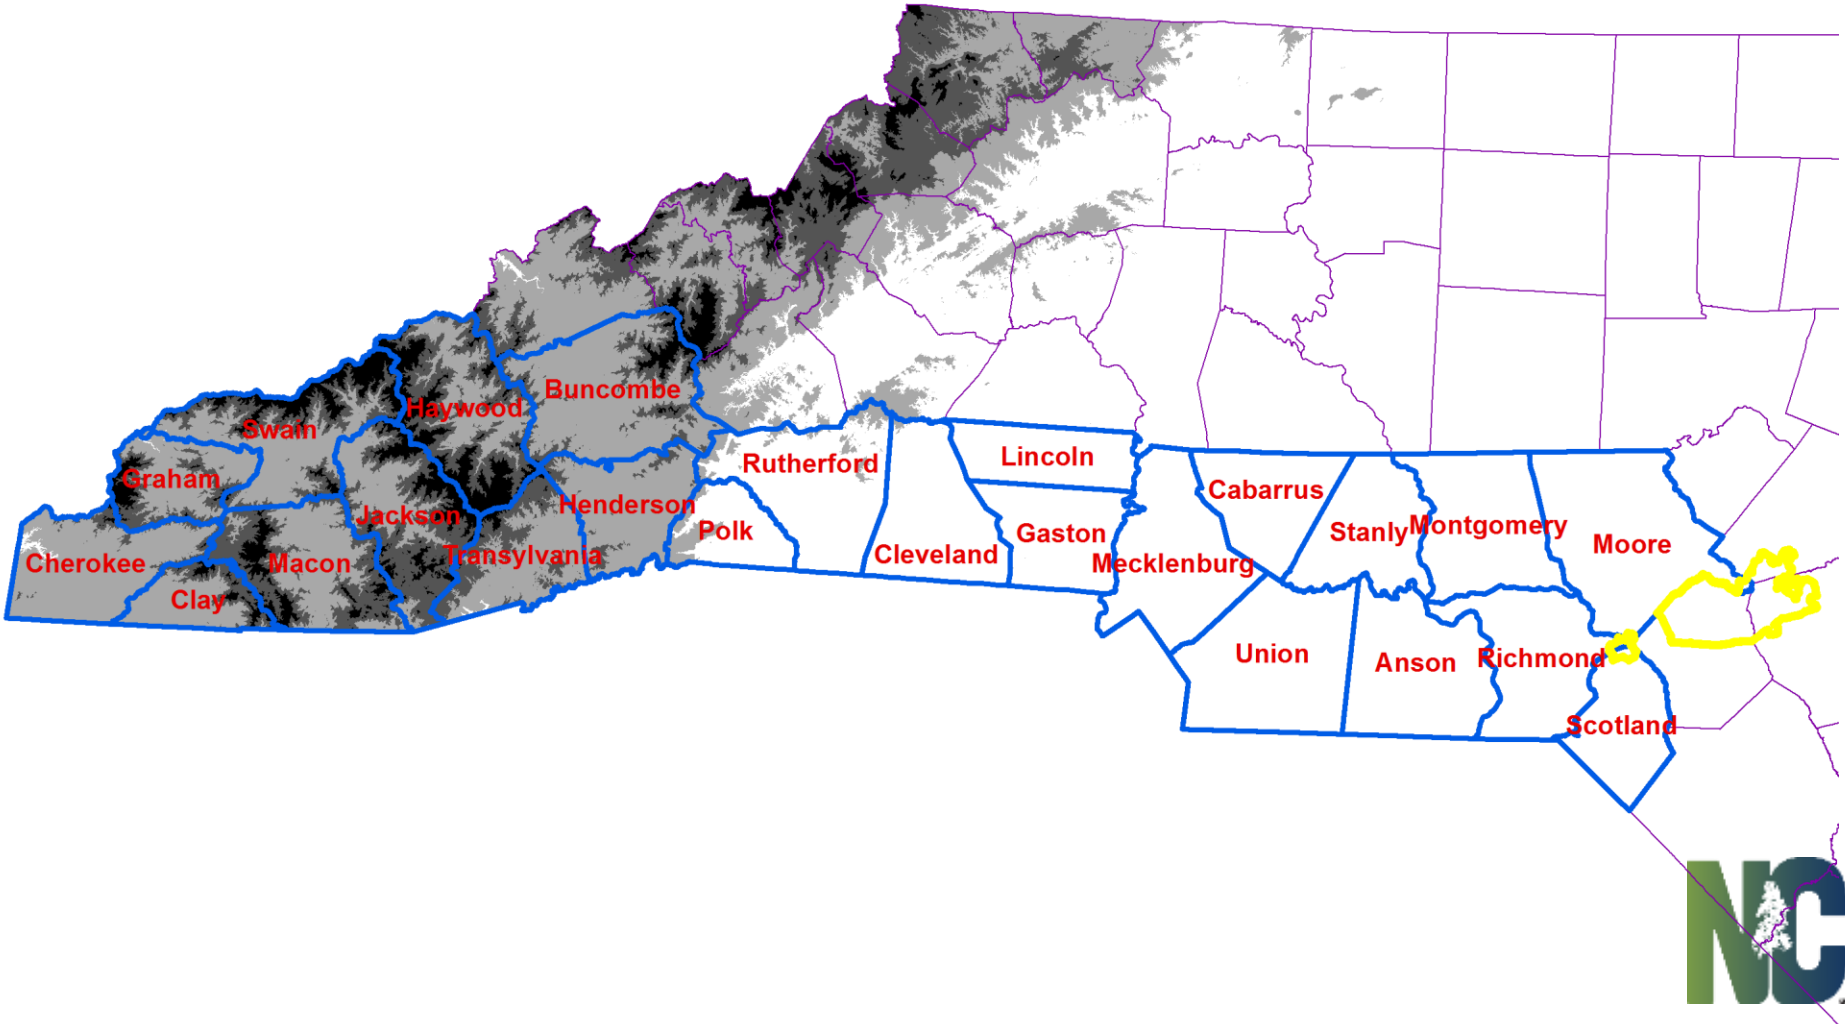 Buncombe
Haywood
Swain
Graham
Jackson
Henderson
Cherokee
Macon
Transylvania
Clay
Rutherford
Lincoln
Polk
Cleveland
Gaston
Cabarrus
Stanly
Montgomery
Mecklenburg
Moore
Union
Anson
Richmond
Scotland
NC